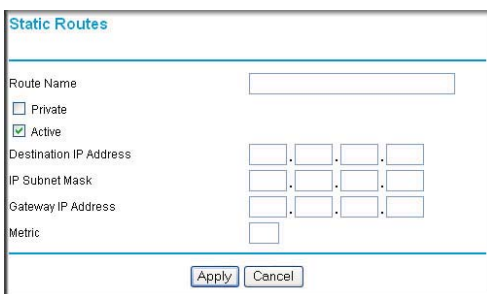 Static Routes
Route Name
Private
Active
Destination IP Address
. . .
IP Subnet Mask
. . .
Gateway IP Address
. . .
Metric
Apply Cancel